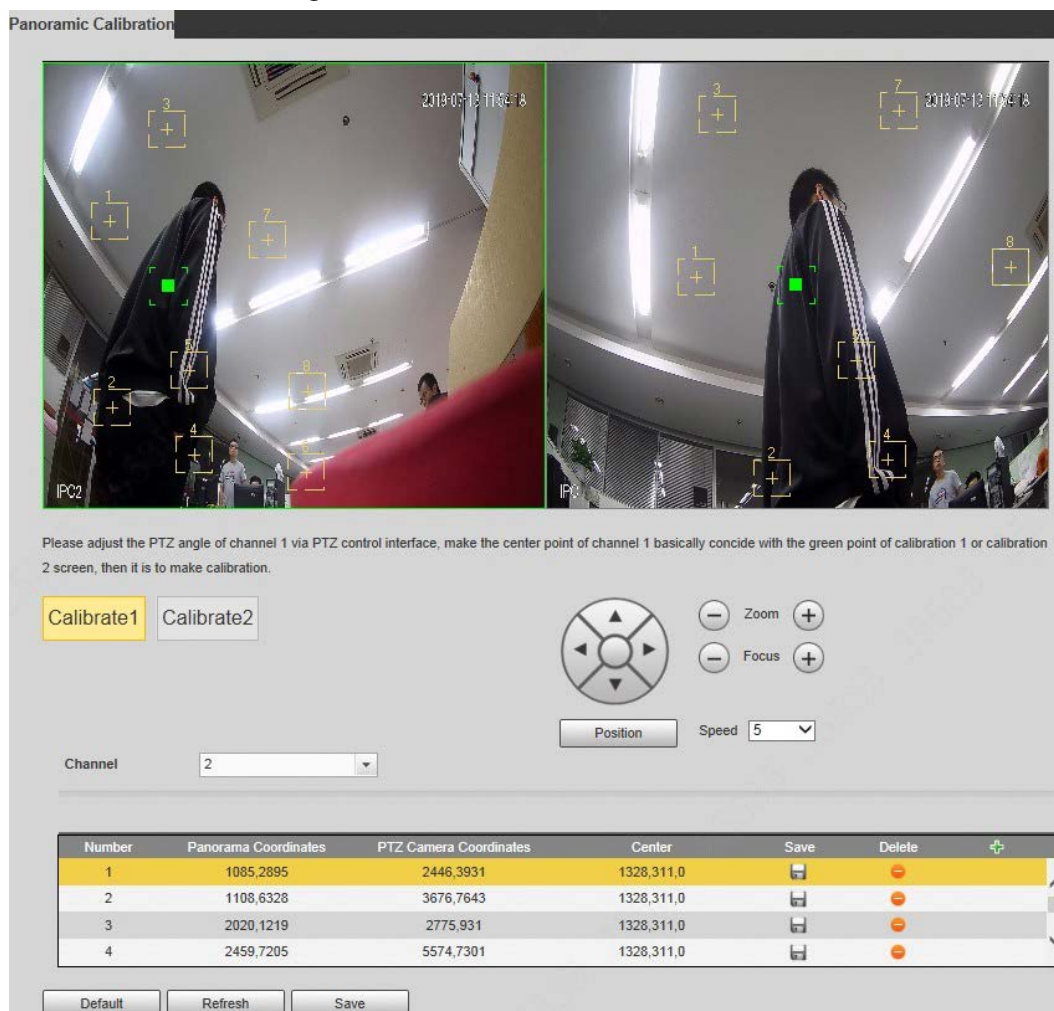 Panoramic Calibration
3
2019-07-13 11:54:18
3
7
2019-07-13 11:54:18
1
7
1
8
5
8
2
4
2
4
IPC2
IPC
Please adjust the PTZ angle of channel 1 via PTZ control interface, make the center point of channel 1 basically concide with the green point of calibration 1 or calibration
2 screen, then it is to make calibration.
Calibrate1 Calibrate2
Zoom
Focus
Position Speed 5
Channel 2
Number Panorama Coordinates PTZ Camera Coordinates Center Save Delete
1 1085,2895 2446,3931 1328,311,0
2 1108,6328 3676,7643 1328,311,0
3 2020,1219 2775,931 1328,311,0
4 2459,7205 5574,7301 1328,311,0
Default Refresh Save